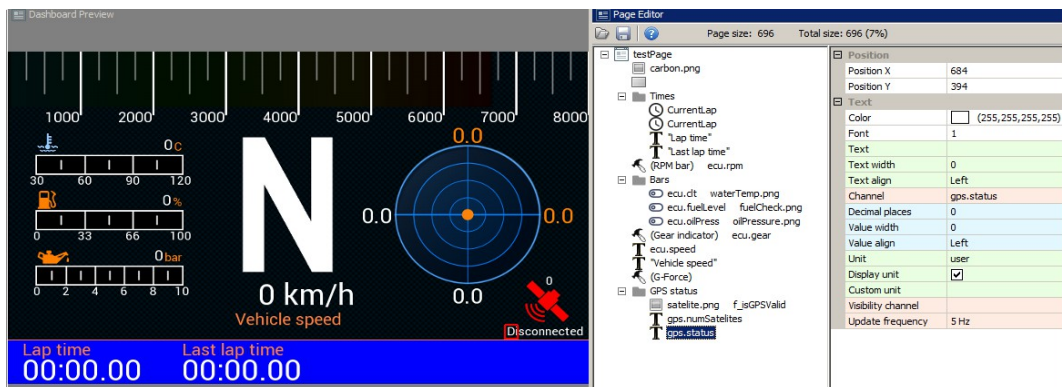 Dashboard Preview
1000 2000 3000 4000 5000 6000 7000 8000
0 C
30 60 90 120
0 %
0 33 66 100
0 bar
0 2 4 6 8 10
N
0 km/h
Vehicle speed
0.0
0.0 0.0
0.0
0
Disconnected
Lap time Last lap time
00:00.00 00:00.00
Page Editor
Page size: 696 Total size: 696 (7%)
testPage
carbon.png
Times
CurrentLap
CurrentLap
"Lap time"
"Last lap time"
(RPM bar) ecu.rpm
Bars
ecu.clt waterTemp.png
ecu.fuelLevel fuelCheck.png
ecu.oilPress oilPressure.png
(Gear indicator) ecu.gear
ecu.speed
"Vehicle speed"
(G-Force)
GPS status
satelite.png f_isGPSValid
gps.numSatelites
gps.status
Position
Position X 684
Position Y 394
Text
Color (255,255,255,255)
Font 1
Text
Text width 0
Text align Left
Channel gps.status
Decimal places 0
Value width 0
Value align Left
Unit user
Display unit
Custom unit
Visibility channel
Update frequency 5 Hz